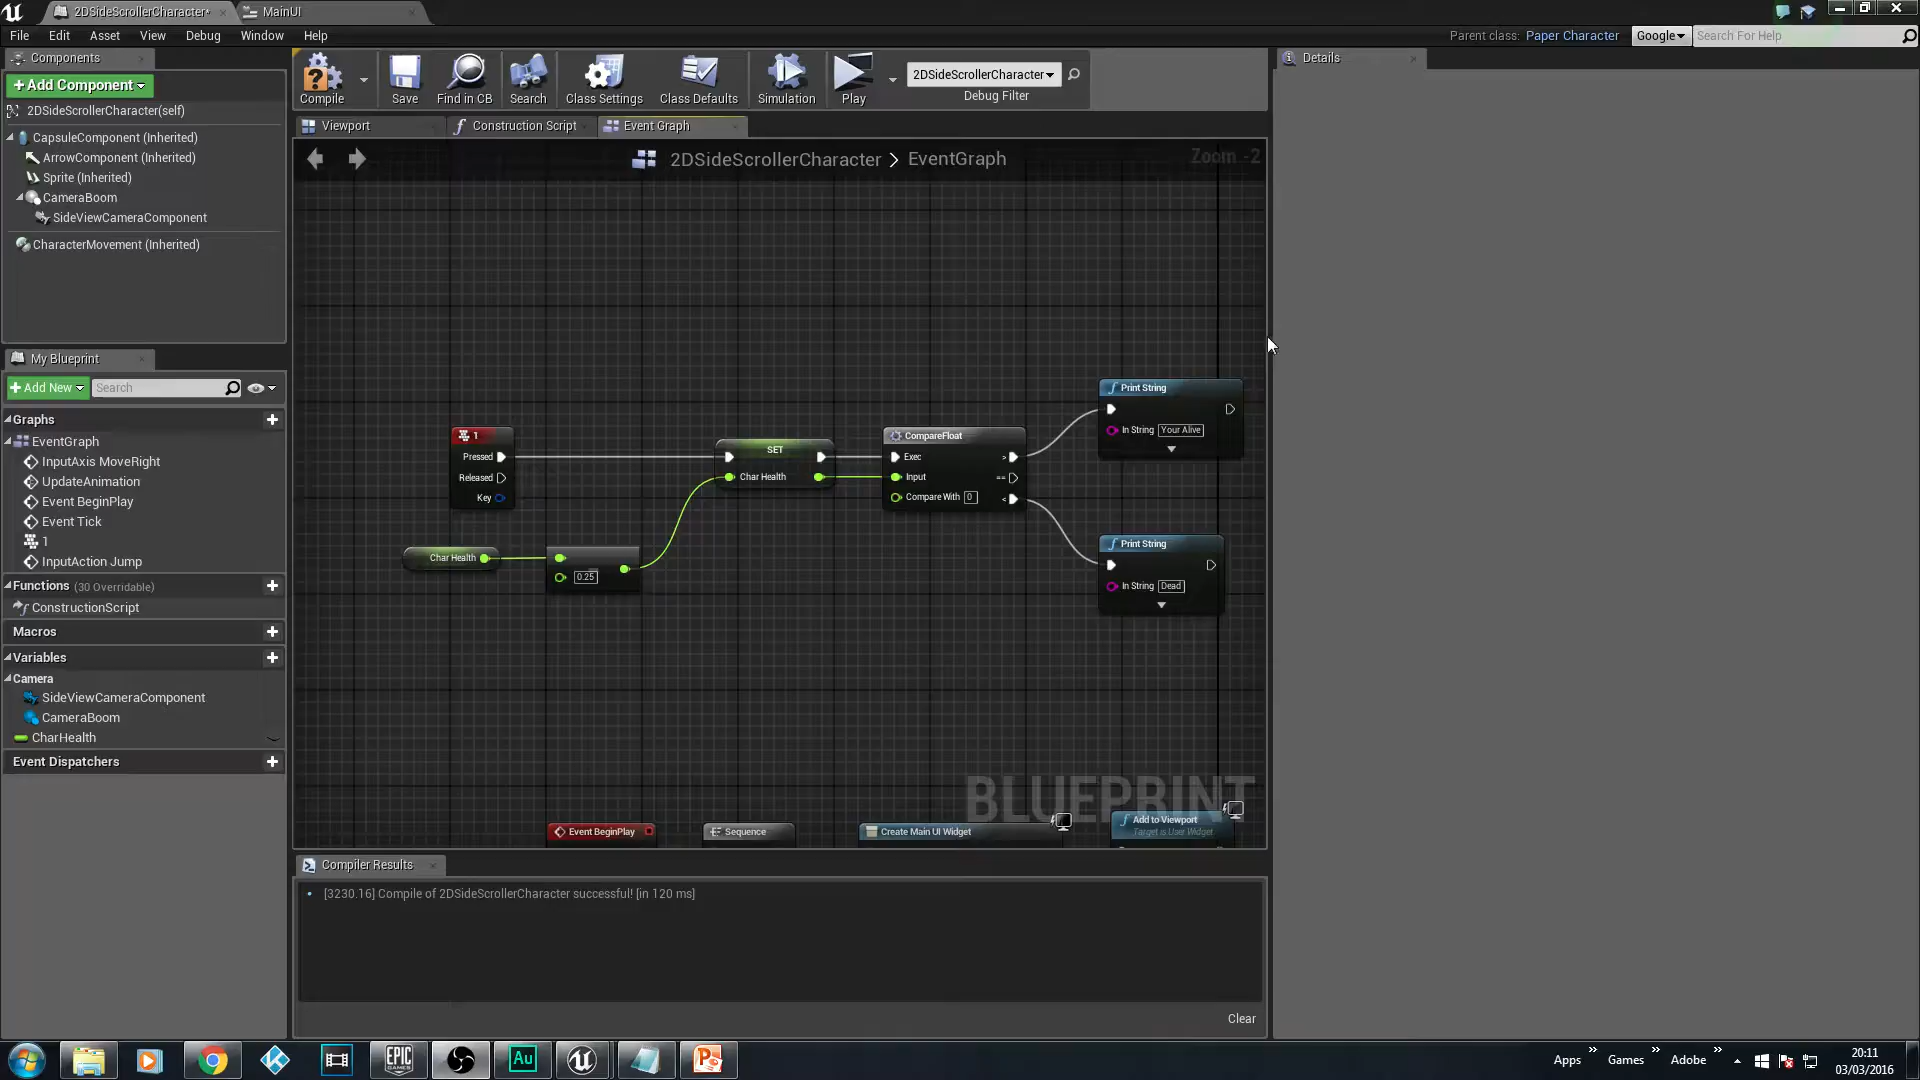 2DSideScrollerCharacter*
MainUI
File Edit Asset View Debug Window Help
Parent class: Paper Character Google Search For Help
Components
+Add Component
2DSideScrollerCharacter(self)
CapsuleComponent (Inherited)
ArrowComponent (Inherited)
Sprite (Inherited)
CameraBoom
SideViewCameraComponent
CharacterMovement (Inherited)
Compile
Save
Find in CB
Search
Class Settings
Class Defaults
Simulation
Play
2DSideScrollerCharacter
Debug Filter
Details
Viewport
Construction Script
Event Graph
2DSideScrollerCharacter > EventGraph
Zoom -2
My Blueprint
+Add New
Search
Graphs
EventGraph
InputAxis MoveRight
UpdateAnimation
Event BeginPlay
Event Tick
1
InputAction Jump
Functions (30 Overridable)
ConstructionScript
Macros
Variables
Camera
SideViewCameraComponent
CameraBoom
CharHealth
Event Dispatchers
1
Pressed
Released
Key
Char Health
0.25
SET
Char Health
CompareFloat
Exec >
Input ==
Compare With 0 <
Print String
In String Your Alive
Print String
In String Dead
BLUEPRINT
Event BeginPlay
Sequence
Create Main UI Widget
Add to Viewport
Target is User Widget
Compiler Results
[3230.16] Compile of 2DSideScrollerCharacter successful! [in 120 ms]
Clear
EPIC GAMES
Au
Apps » Games » Adobe »
20:11
03/03/2016